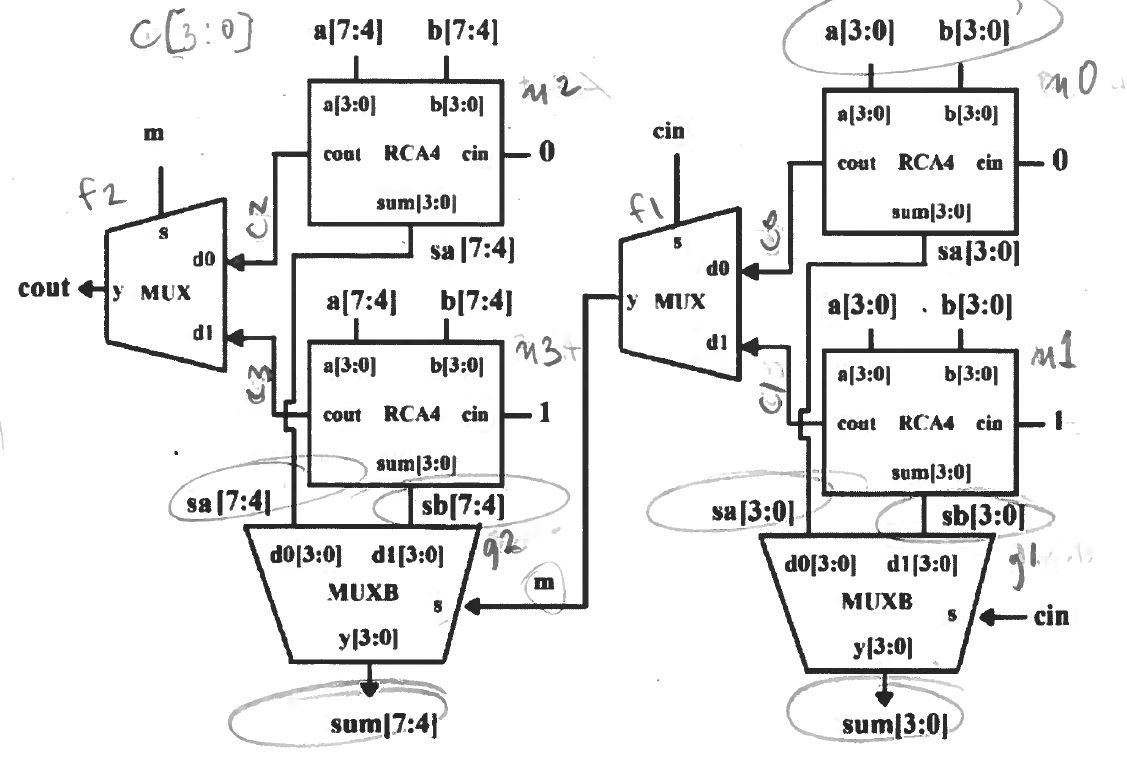 C[3:0]
a[7:4] b[7:4]
a[3:0] b[3:0]
n2
a[3:0] b[3:0]
cout RCA4 cin 0
sum[3:0]
n0
a[3:0] b[3:0]
cout RCA4 cin 0
sum[3:0]
m
f2
s
d0
y MUX
d1
cout
c2
sa[7:4]
cin
f1
s
d0
y MUX
d1
c0
sa[3:0]
a[7:4] b[7:4]
n3
a[3:0] b[3:0]
cout RCA4 cin 1
sum[3:0]
c3
a[3:0] b[3:0]
n1
a[3:0] b[3:0]
cout RCA4 cin 1
sum[3:0]
c1
sa[7:4] sb[7:4]
g2
d0[3:0] d1[3:0]
MUXB
s
m
y[3:0]
sum[7:4]
sa[3:0] sb[3:0]
g1
d0[3:0] d1[3:0]
MUXB
s
cin
y[3:0]
sum[3:0]